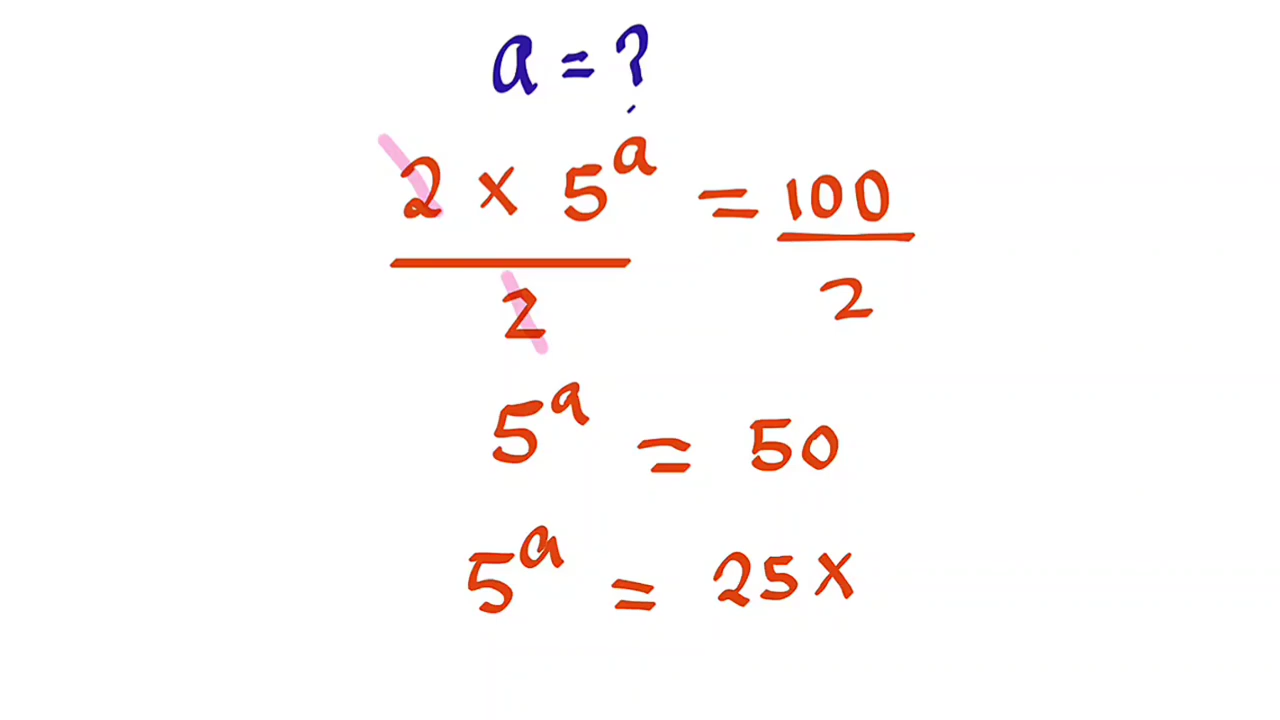 a = ?
2 × 5^a = 100
2 2
5^a = 50
5^a = 25 ×